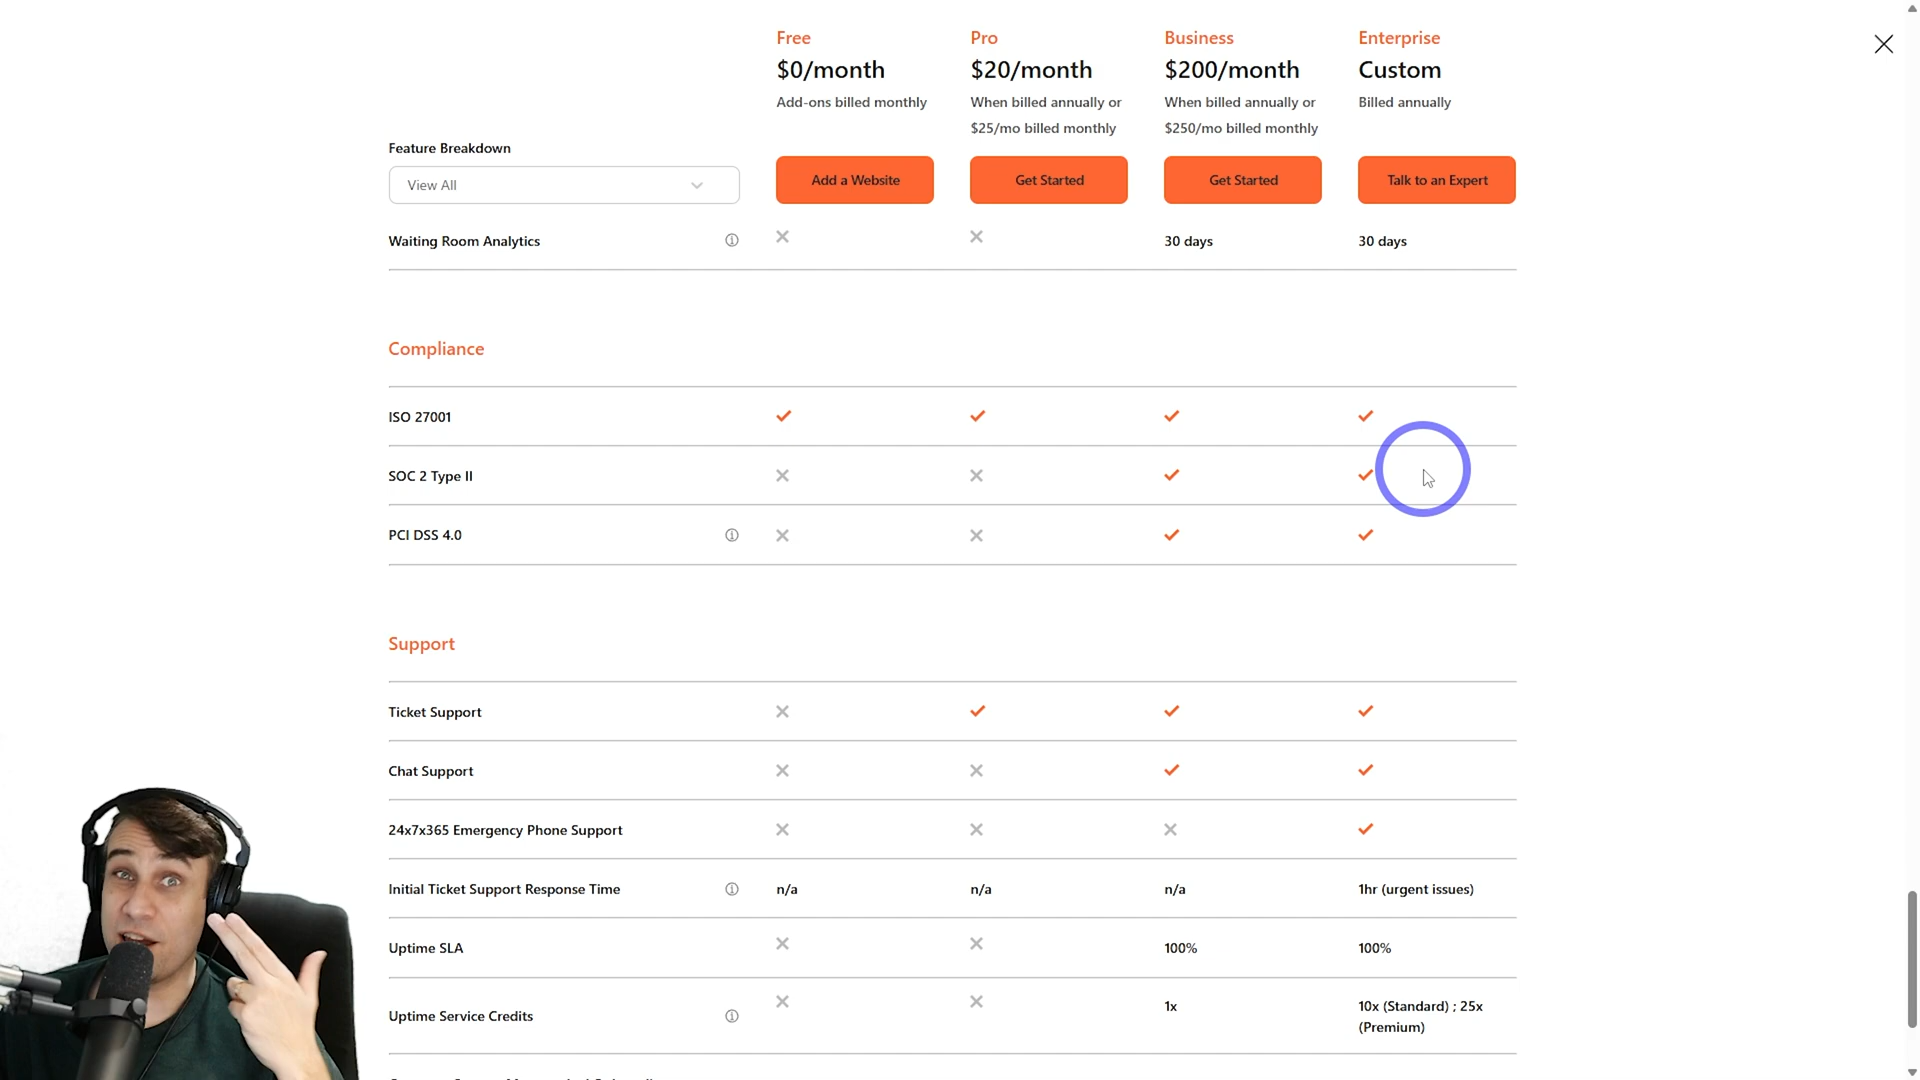 Free
Pro
Business
Enterprise
$0/month
$20/month
$200/month
Custom
Add-ons billed monthly
When billed annually or
$25/mo billed monthly
When billed annually or
$250/mo billed monthly
Billed annually
Feature Breakdown
View All
Add a Website
Get Started
Get Started
Talk to an Expert
Waiting Room Analytics
30 days
30 days
Compliance
ISO 27001
SOC 2 Type II
PCI DSS 4.0
Support
Ticket Support
Chat Support
24x7x365 Emergency Phone Support
Initial Ticket Support Response Time
n/a
n/a
n/a
1hr (urgent issues)
Uptime SLA
100%
100%
Uptime Service Credits
1x
10x (Standard) ; 25x
(Premium)